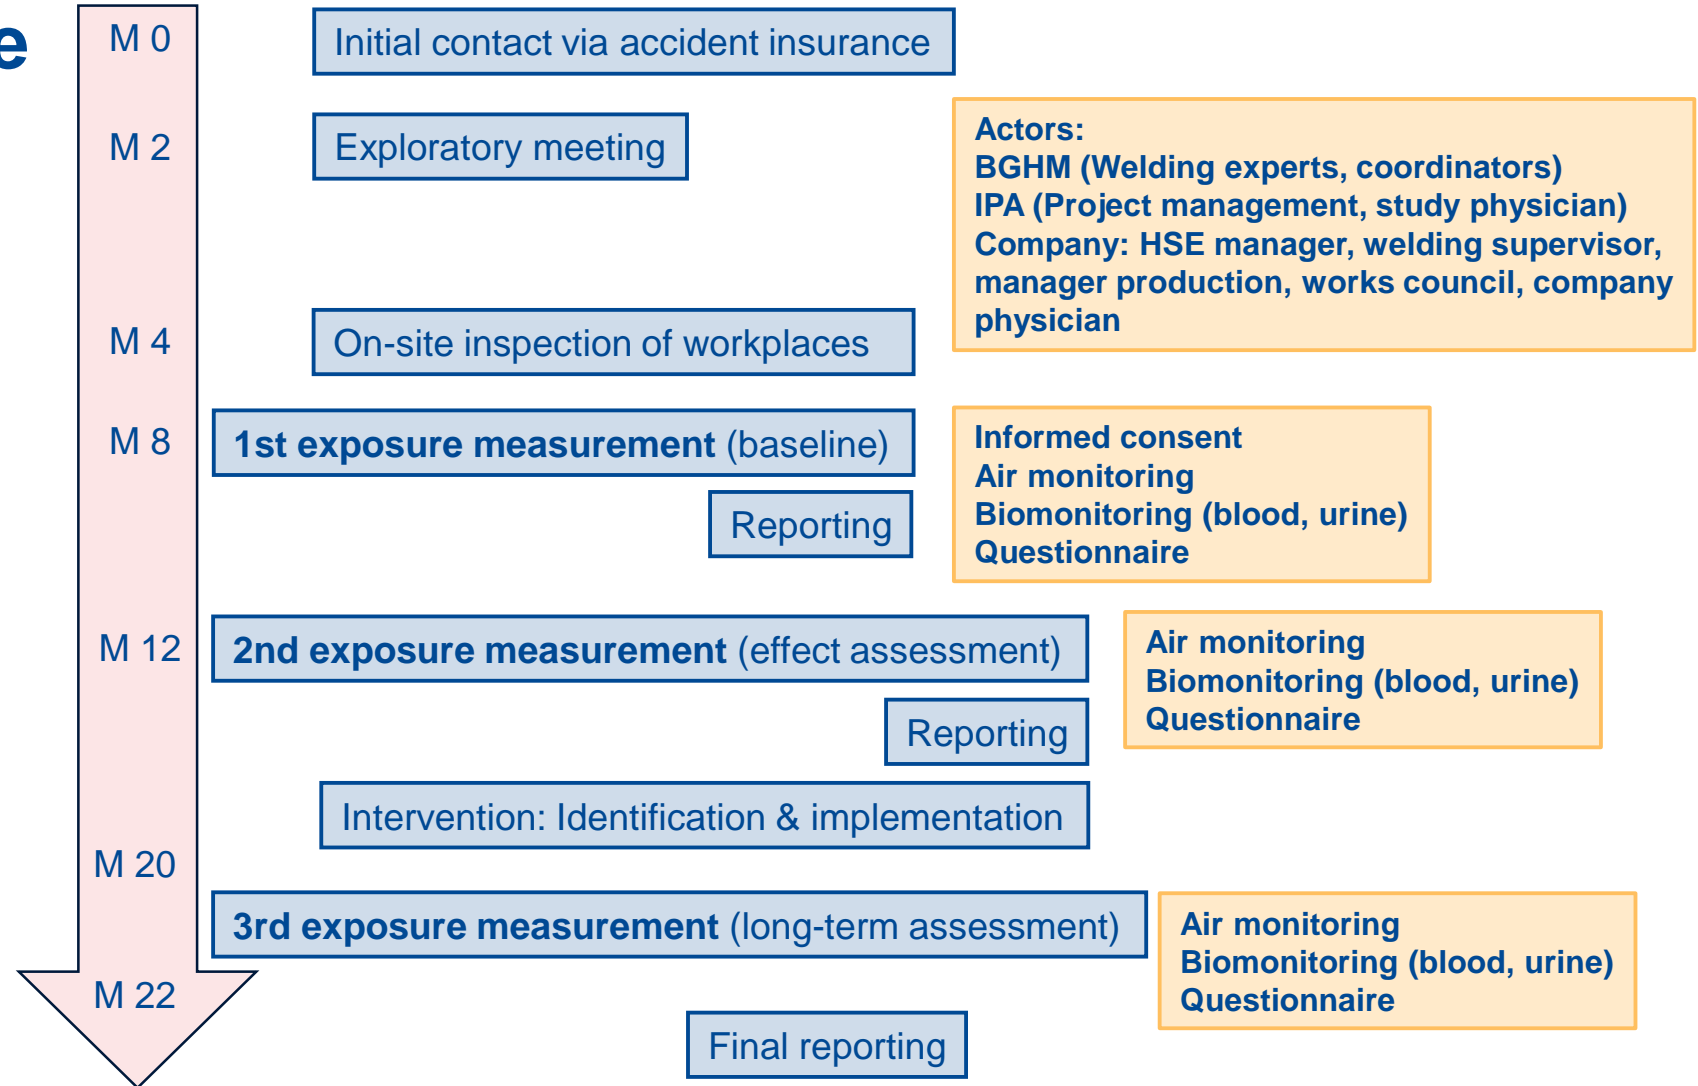 M 0
Initial contact via accident insurance
M 2
Exploratory meeting
Actors:
BGHM (Welding experts, coordinators)
IPA (Project management, study physician)
Company: HSE manager, welding supervisor,
manager production, works council, company
physician
M 4
On-site inspection of workplaces
M 8
1st exposure measurement (baseline)
Informed consent
Air monitoring
Biomonitoring (blood, urine)
Questionnaire
Reporting
M 12
2nd exposure measurement (effect assessment)
Air monitoring
Biomonitoring (blood, urine)
Questionnaire
Reporting
Intervention: Identification & implementation
M 20
3rd exposure measurement (long-term assessment)
Air monitoring
Biomonitoring (blood, urine)
Questionnaire
M 22
Final reporting